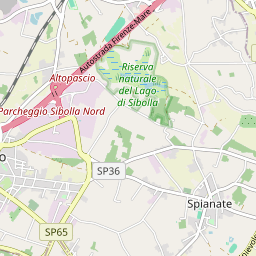 Autostrada Firenze Mare
Riserva
naturale
del Lago
di Sibolla
Altopascio
Parcheggio Sibolla Nord
o
SP36
Spianate
SP65